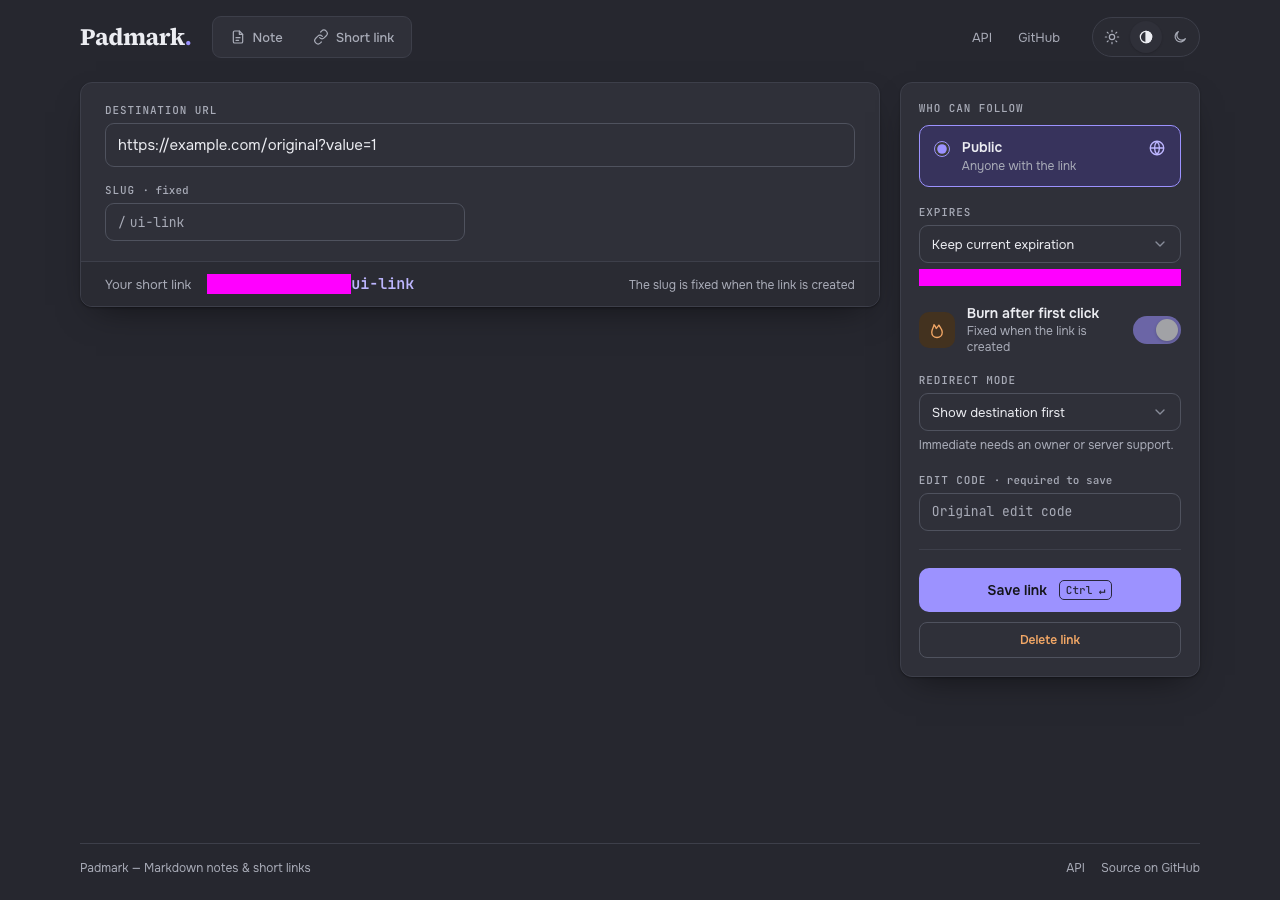 Padmark.
Note
Short link
API
GitHub
DESTINATION URL
https://example.com/original?value=1
SLUG · fixed
/ ui-link
Your short link
ui-link
The slug is fixed when the link is created
WHO CAN FOLLOW
Public
Anyone with the link
EXPIRES
Keep current expiration
Burn after first click
Fixed when the link is
created
REDIRECT MODE
Show destination first
Immediate needs an owner or server support.
EDIT CODE · required to save
Original edit code
Save link Ctrl ↵
Delete link
Padmark — Markdown notes & short links
API
Source on GitHub